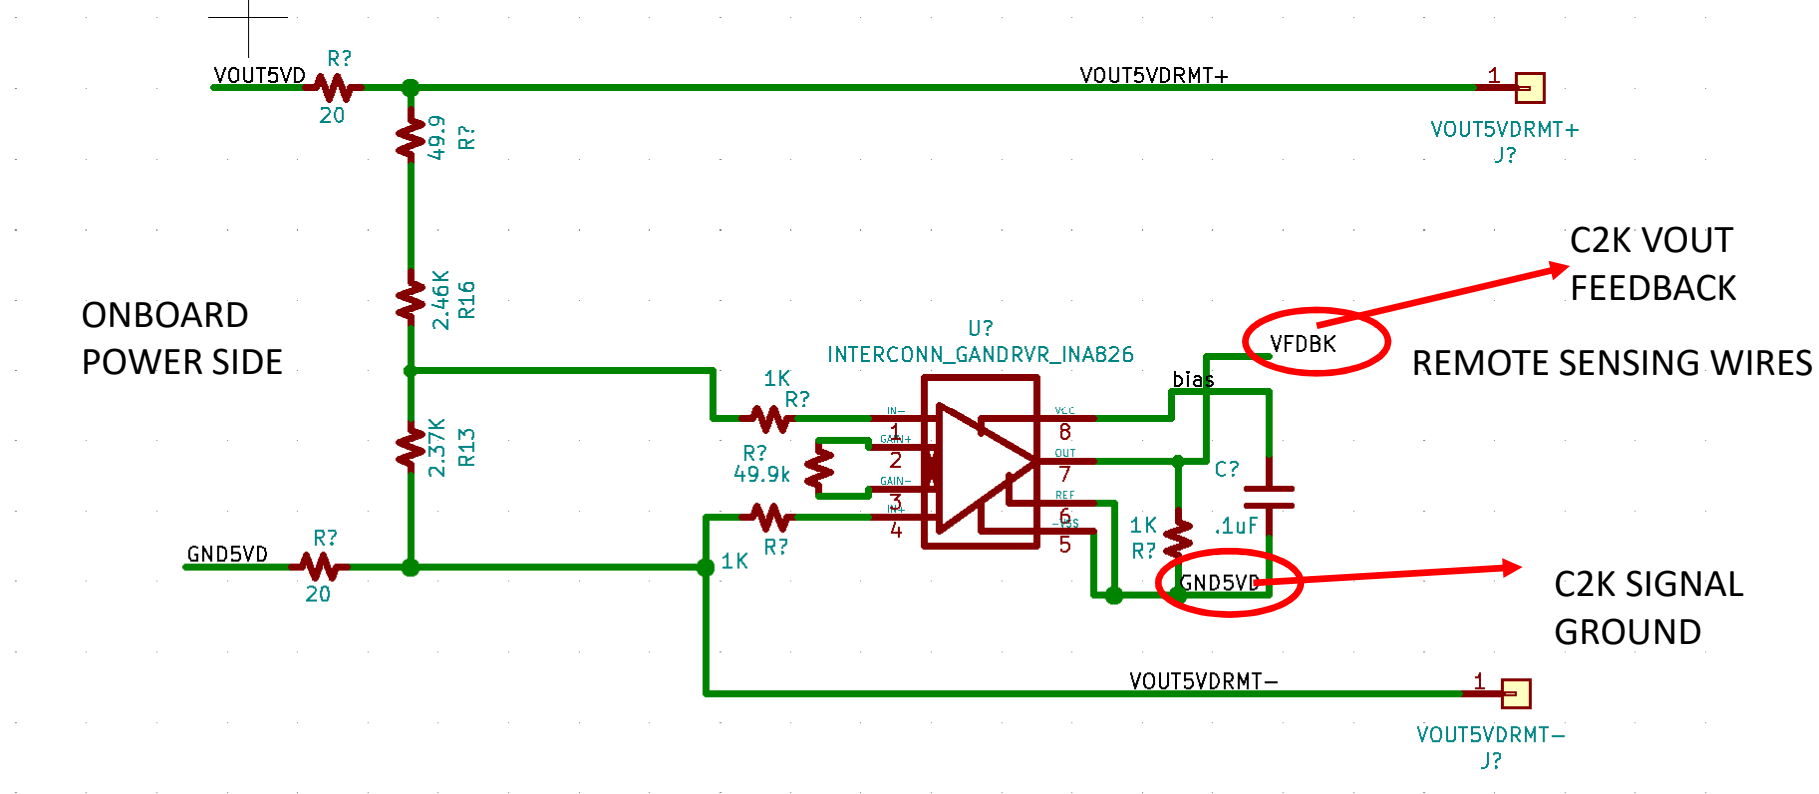 R?
VOUT5VD
20
VOUT5VDRMT+
1
VOUT5VDRMT+
J?
49.9
R?
C2K VOUT
FEEDBACK
2.46K
R16
ONBOARD
POWER SIDE
U?
INTERCONN_GANDRVR_INA826
VFDBK
REMOTE SENSING WIRES
bias
1K
R?
IN-
1
VCC
8
2.37K
R13
R?
49.9k
GAIN+
2
OUT
7
C?
GAIN-
3
REF
6
IN+
4
-VSS
5
1K
R?
.1uF
R?
GND5VD
20
R?
1K
GND5VD
C2K SIGNAL
GROUND
VOUT5VDRMT-
1
VOUT5VDRMT-
J?